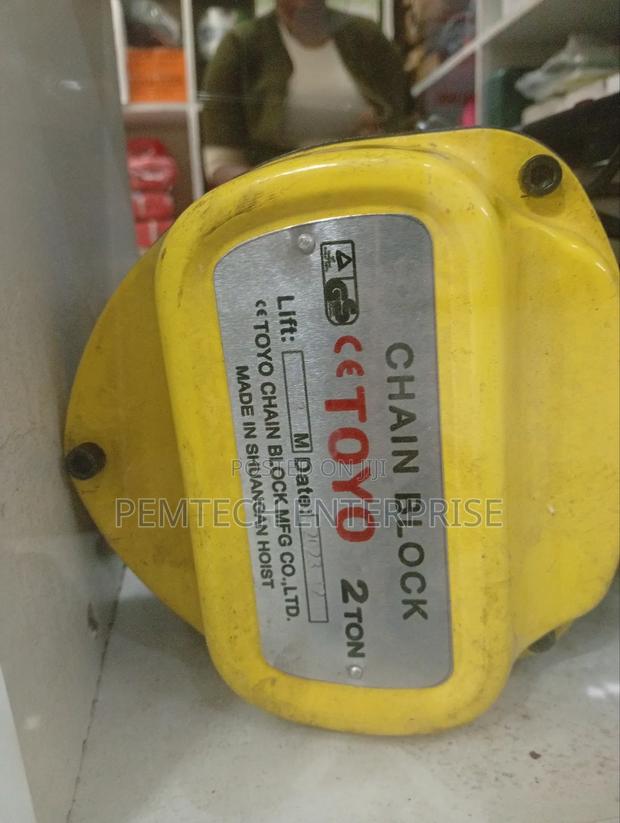 CHAIN BLOCK
GS CE TOYO 2 TON
Lift: M Date:
CE TOYO CHAIN BLOCK MFG CO.,LTD.
MADE IN SHUANGAN HOIST
POSTED ON JIJI
PEMTECH ENTERPRISE